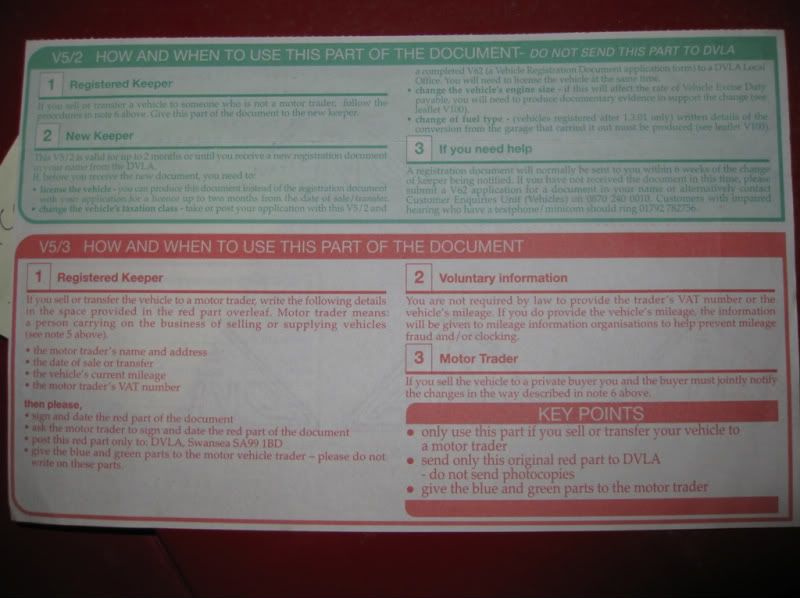 V5/2 HOW AND WHEN TO USE THIS PART OF THE DOCUMENT- DO NOT SEND THIS PART TO DVLA
1 Registered Keeper
If you sell or transfer a vehicle to someone who is not a motor trader, follow the
procedures in note 6 above. Give this part of the document to the new keeper.
2 New Keeper
This V5/2 is valid for up to 2 months or until you receive a new registration document
in your name from the DVLA.
If, before you receive the new document, you need to:
• license the vehicle - you can produce this document instead of the registration document
with your application for a licence up to two months from the date of sale/transfer.
• change the vehicle's taxation class - take or post your application with this V5/2 and
a completed V62 (a Vehicle Registration Document application form) to a DVLA Local
Office. You will need to license the vehicle at the same time.
• change the vehicle's engine size - if this will affect the rate of Vehicle Excise Duty
payable, you will need to produce documentary evidence in support the change (see
leaflet V100).
• change of fuel type - (vehicles registered after 1.3.01 only) written details of the
conversion from the garage that carried it out must be produced (see leaflet V100).
3 If you need help
A registration document will normally be sent to you within 6 weeks of the change
of keeper being notified. If you have not received the document in this time, please
submit a V62 application for a document in your name or alternatively contact
Customer Enquiries Unit (Vehicles) on 0870 240 0010. Customers with impaired
hearing who have a textphone/minicom should ring 01792 782756.
V5/3 HOW AND WHEN TO USE THIS PART OF THE DOCUMENT
1 Registered Keeper
If you sell or transfer the vehicle to a motor trader, write the following details
in the space provided in the red part overleaf. Motor trader means:
a person carrying on the business of selling or supplying vehicles
(see note 5 above).
• the motor trader's name and address
• the date of sale or transfer
• the vehicle's current mileage
• the motor trader's VAT number
then please,
• sign and date the red part of the document
• ask the motor trader to sign and date the red part of the document
• post this red part only to: DVLA, Swansea SA99 1BD
• give the blue and green parts to the motor vehicle trader – please do not
write on these parts.
2 Voluntary information
You are not required by law to provide the trader's VAT number or the
vehicle's mileage. If you do provide the vehicle's mileage, the information
will be given to mileage information organisations to help prevent mileage
fraud and/or clocking.
3 Motor Trader
If you sell the vehicle to a private buyer you and the buyer must jointly notify
the changes in the way described in note 6 above.
KEY POINTS
• only use this part if you sell or transfer your vehicle to
a motor trader
• send only this original red part to DVLA
- do not send photocopies
• give the blue and green parts to the motor trader